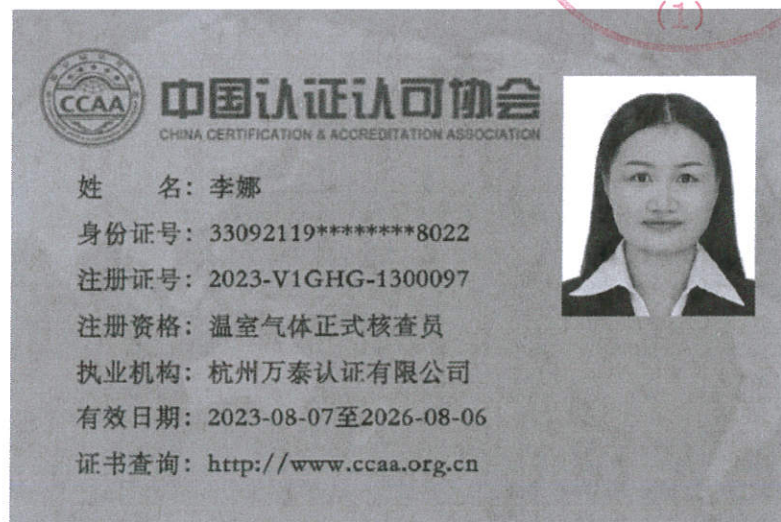 (1)
CCAA
中国认证认可协会
CHINA CERTIFICATION & ACCREDITATION ASSOCIATION
姓 名：李娜
身份证号：33092119********8022
注册证号：2023-V1GHG-1300097
注册资格：温室气体正式核查员
执业机构：杭州万泰认证有限公司
有效日期：2023-08-07至2026-08-06
证书查询：http://www.ccaa.org.cn